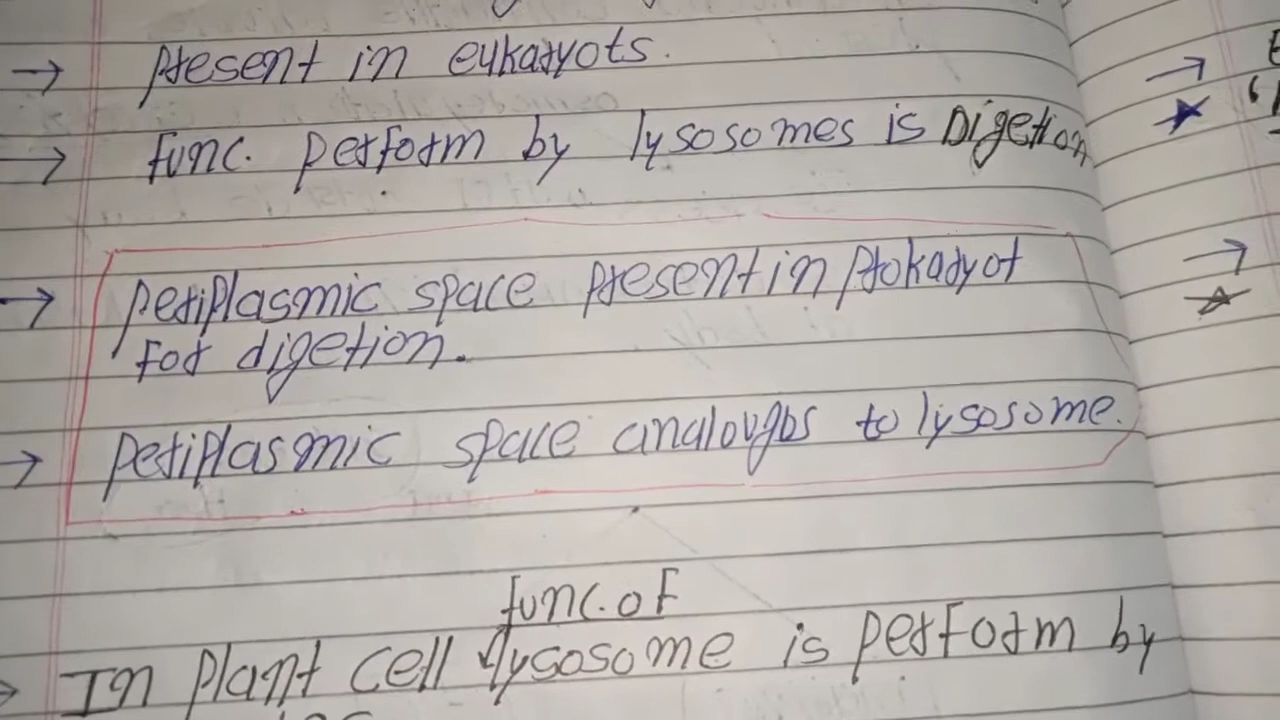 → Present in eukaryots.
→ Func. perform by lysosomes is Digetion
→ Periplasmic space present in prokaryot
for digetion.
→ Periplasmic space analougbs to lysosome.
func. of
→ In Plant cell lysosome is perform by